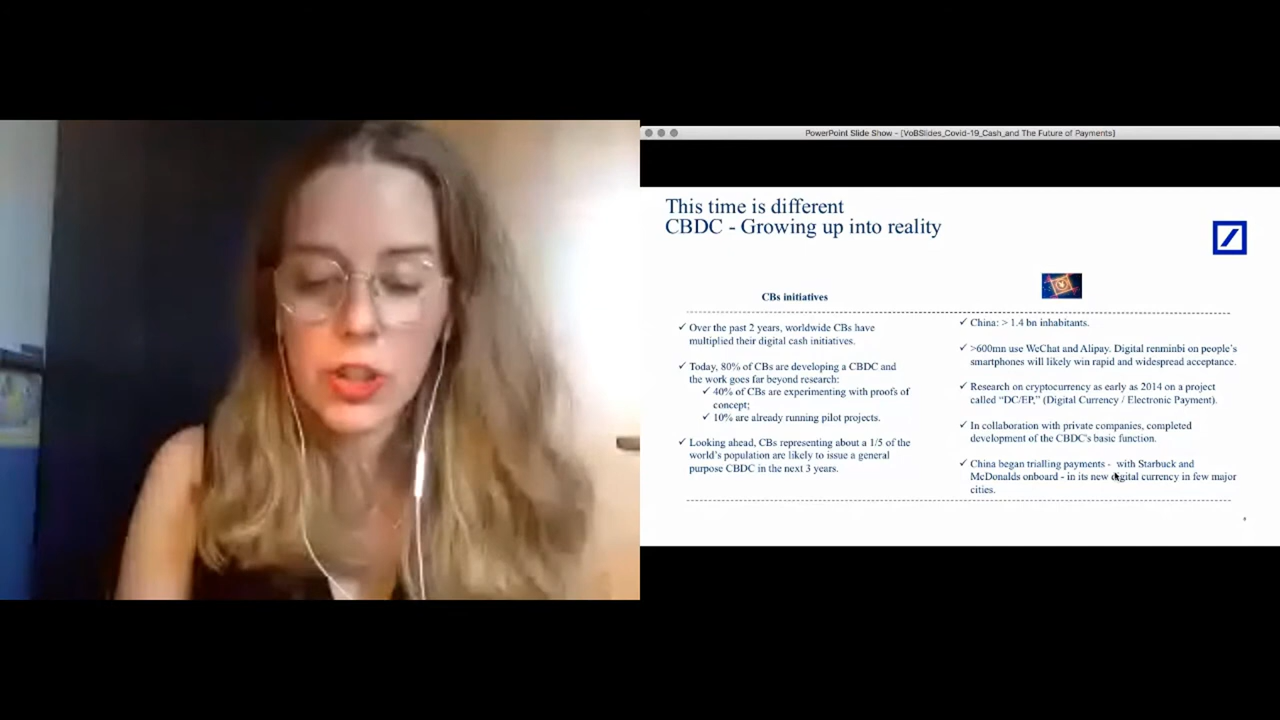 PowerPoint Slide Show - [VoBSlides_Covid-19_Cash_and The Future of Payments]
This time is different
CBDC - Growing up into reality
CBs initiatives
✓ Over the past 2 years, worldwide CBs have
multiplied their digital cash initiatives.
✓ Today, 80% of CBs are developing a CBDC and
the work goes far beyond research:
✓ 40% of CBs are experimenting with proofs of
concept;
✓ 10% are already running pilot projects.
✓ Looking ahead, CBs representing about a 1/5 of the
world's population are likely to issue a general
purpose CBDC in the next 3 years.
✓ China: > 1.4 bn inhabitants.
✓ >600mn use WeChat and Alipay. Digital renminbi on people's
smartphones will likely win rapid and widespread acceptance.
✓ Research on cryptocurrency as early as 2014 on a project
called "DC/EP," (Digital Currency / Electronic Payment).
✓ In collaboration with private companies, completed
development of the CBDC's basic function.
✓ China began trialling payments - with Starbuck and
McDonalds onboard - in its new digital currency in few major
cities.